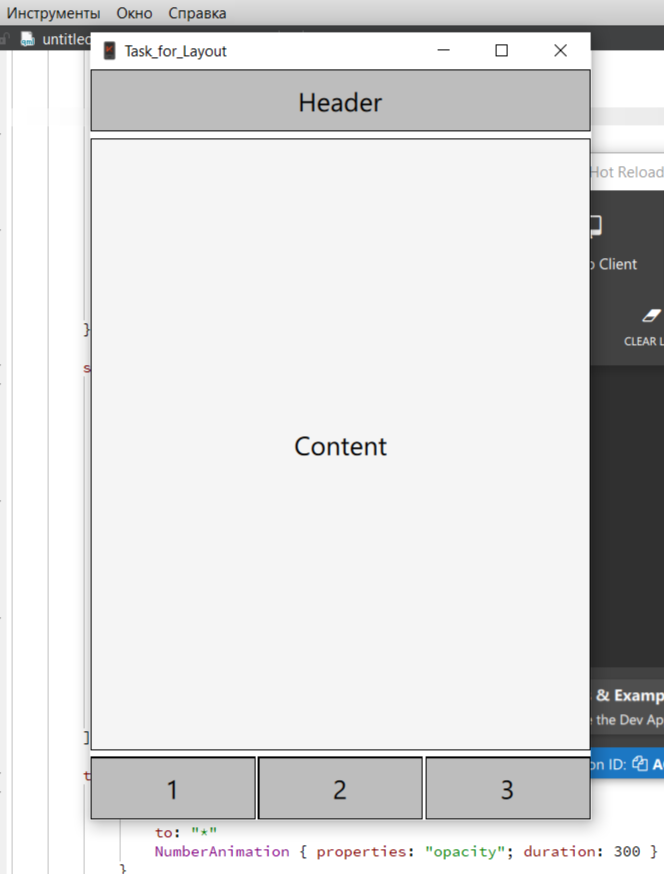 Инструменты Окно Справка
Task_for_Layout
Header
Hot Reload
Client
CLEAR
}
s
Content
& Examp
the Dev Ap
]
on ID:
t
1 2 3
to: "*"
NumberAnimation { properties: "opacity"; duration: 300 }
}